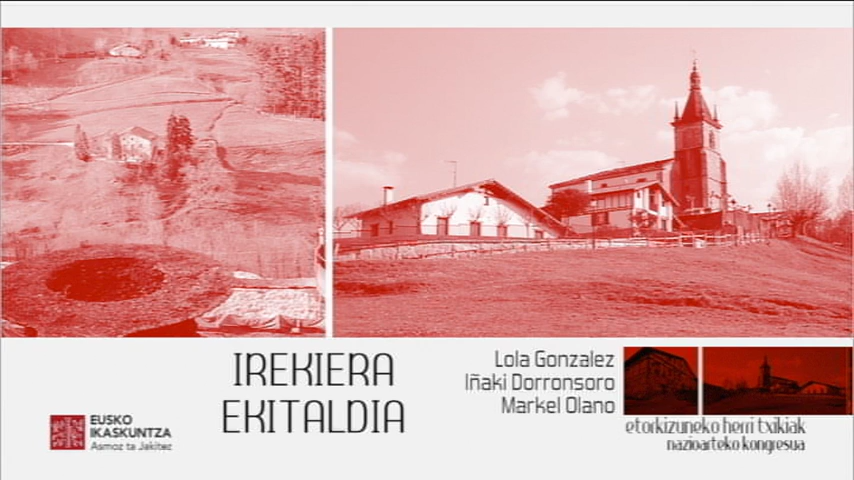 IREKIERA
EKITALDIA
Lola Gonzalez
Iñaki Dorronsoro
Markel Olano
EUSKO
IKASKUNTZA
Asmoz ta Jakitez
etorkizuneko herri txikiak
nazioarteko kongresua